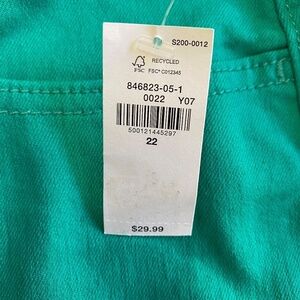 S200-0012
RECYCLED
FSC FSC® C012345
846823-05-1
0022 Y07
500121445297
22
$29.99